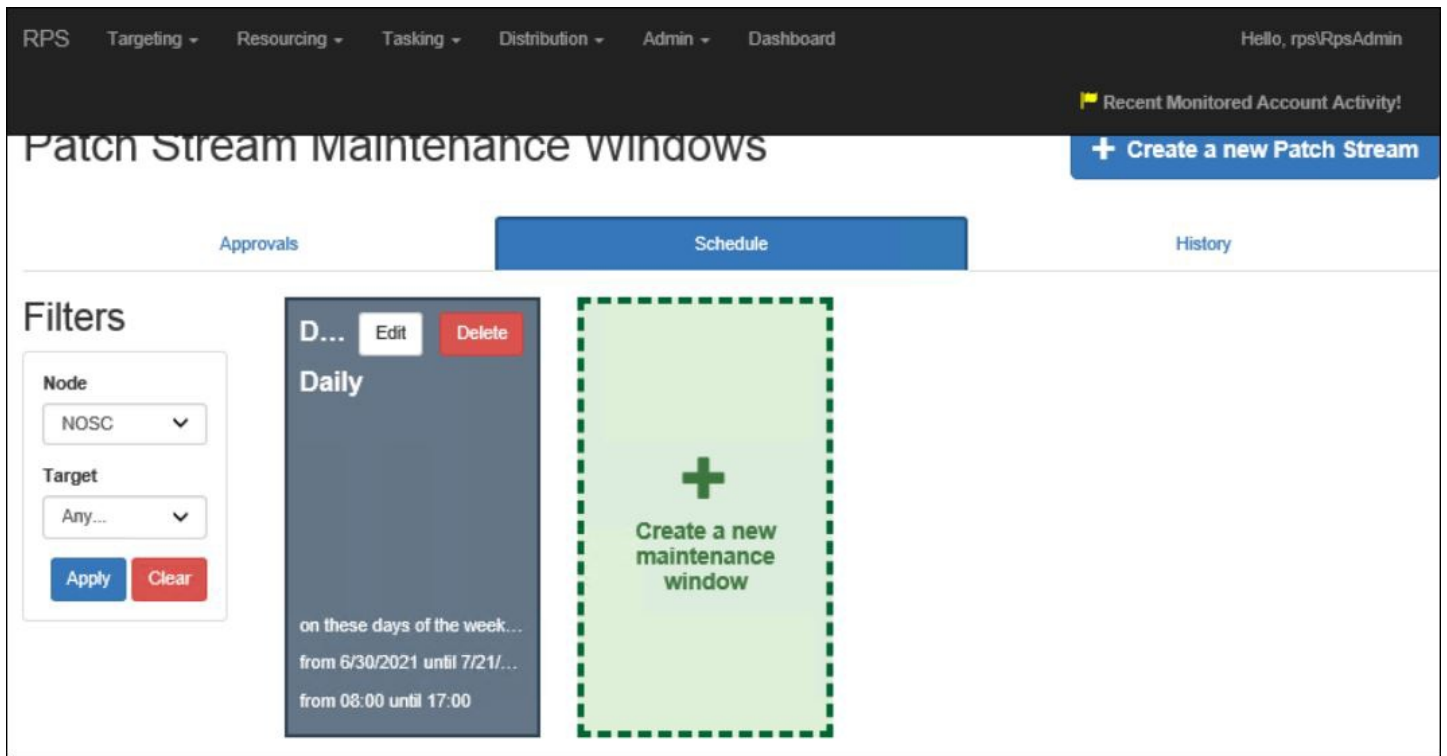 RPS Targeting Resourcing Tasking Distribution Admin Dashboard Hello, rps\RpsAdmin
Recent Monitored Account Activity!
Patch Stream Maintenance Windows
Create a new Patch Stream
Approvals Schedule History
Filters
Node
NOSC
Target
Any...
Apply Clear
D... Edit Delete
Daily
on these days of the week...
from 6/30/2021 until 7/21/...
from 08:00 until 17:00
Create a new
maintenance
window